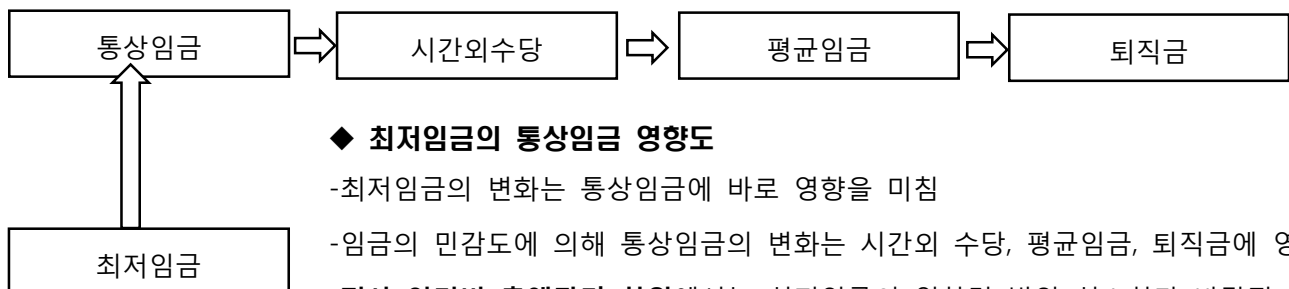 통상임금
시간외수당
평균임금
퇴직금
◆ 최저임금의 통상임금 영향도
-최저임금의 변화는 통상임금에 바로 영향을 미침
-임금의 민감도에 의해 통상임금의 변화는 시간외 수당, 평균임금, 퇴직금에
최저임금